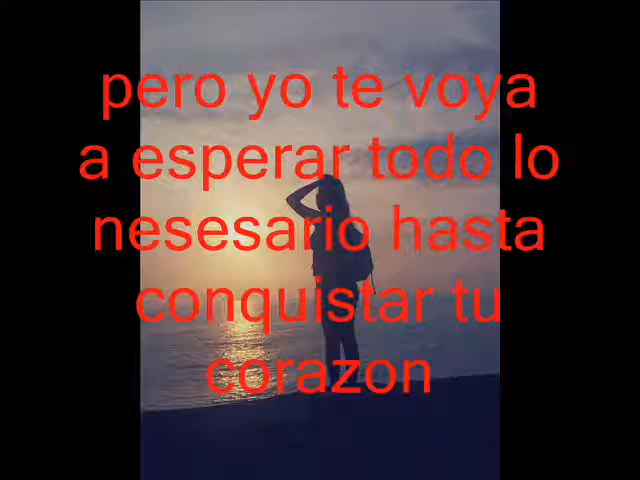 pero yo te voya
a esperar todo lo
nesesario hasta
conquistar tu
corazon